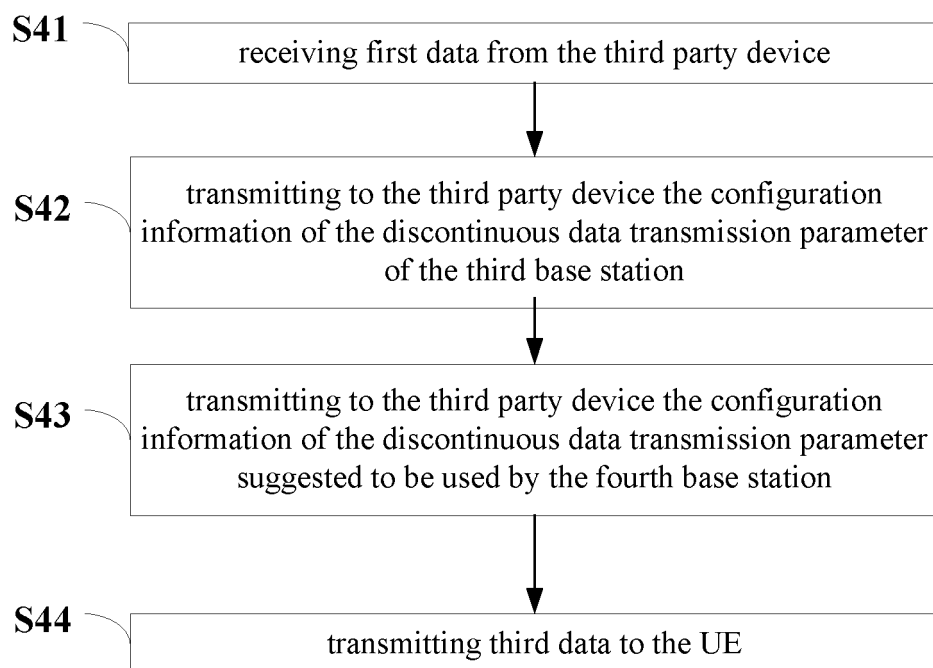 S41
receiving first data from the third party device
S42
transmitting to the third party device the configuration
information of the discontinuous data transmission parameter
of the third base station
S43
transmitting to the third party device the configuration
information of the discontinuous data transmission parameter
suggested to be used by the fourth base station
S44
transmitting third data to the UE